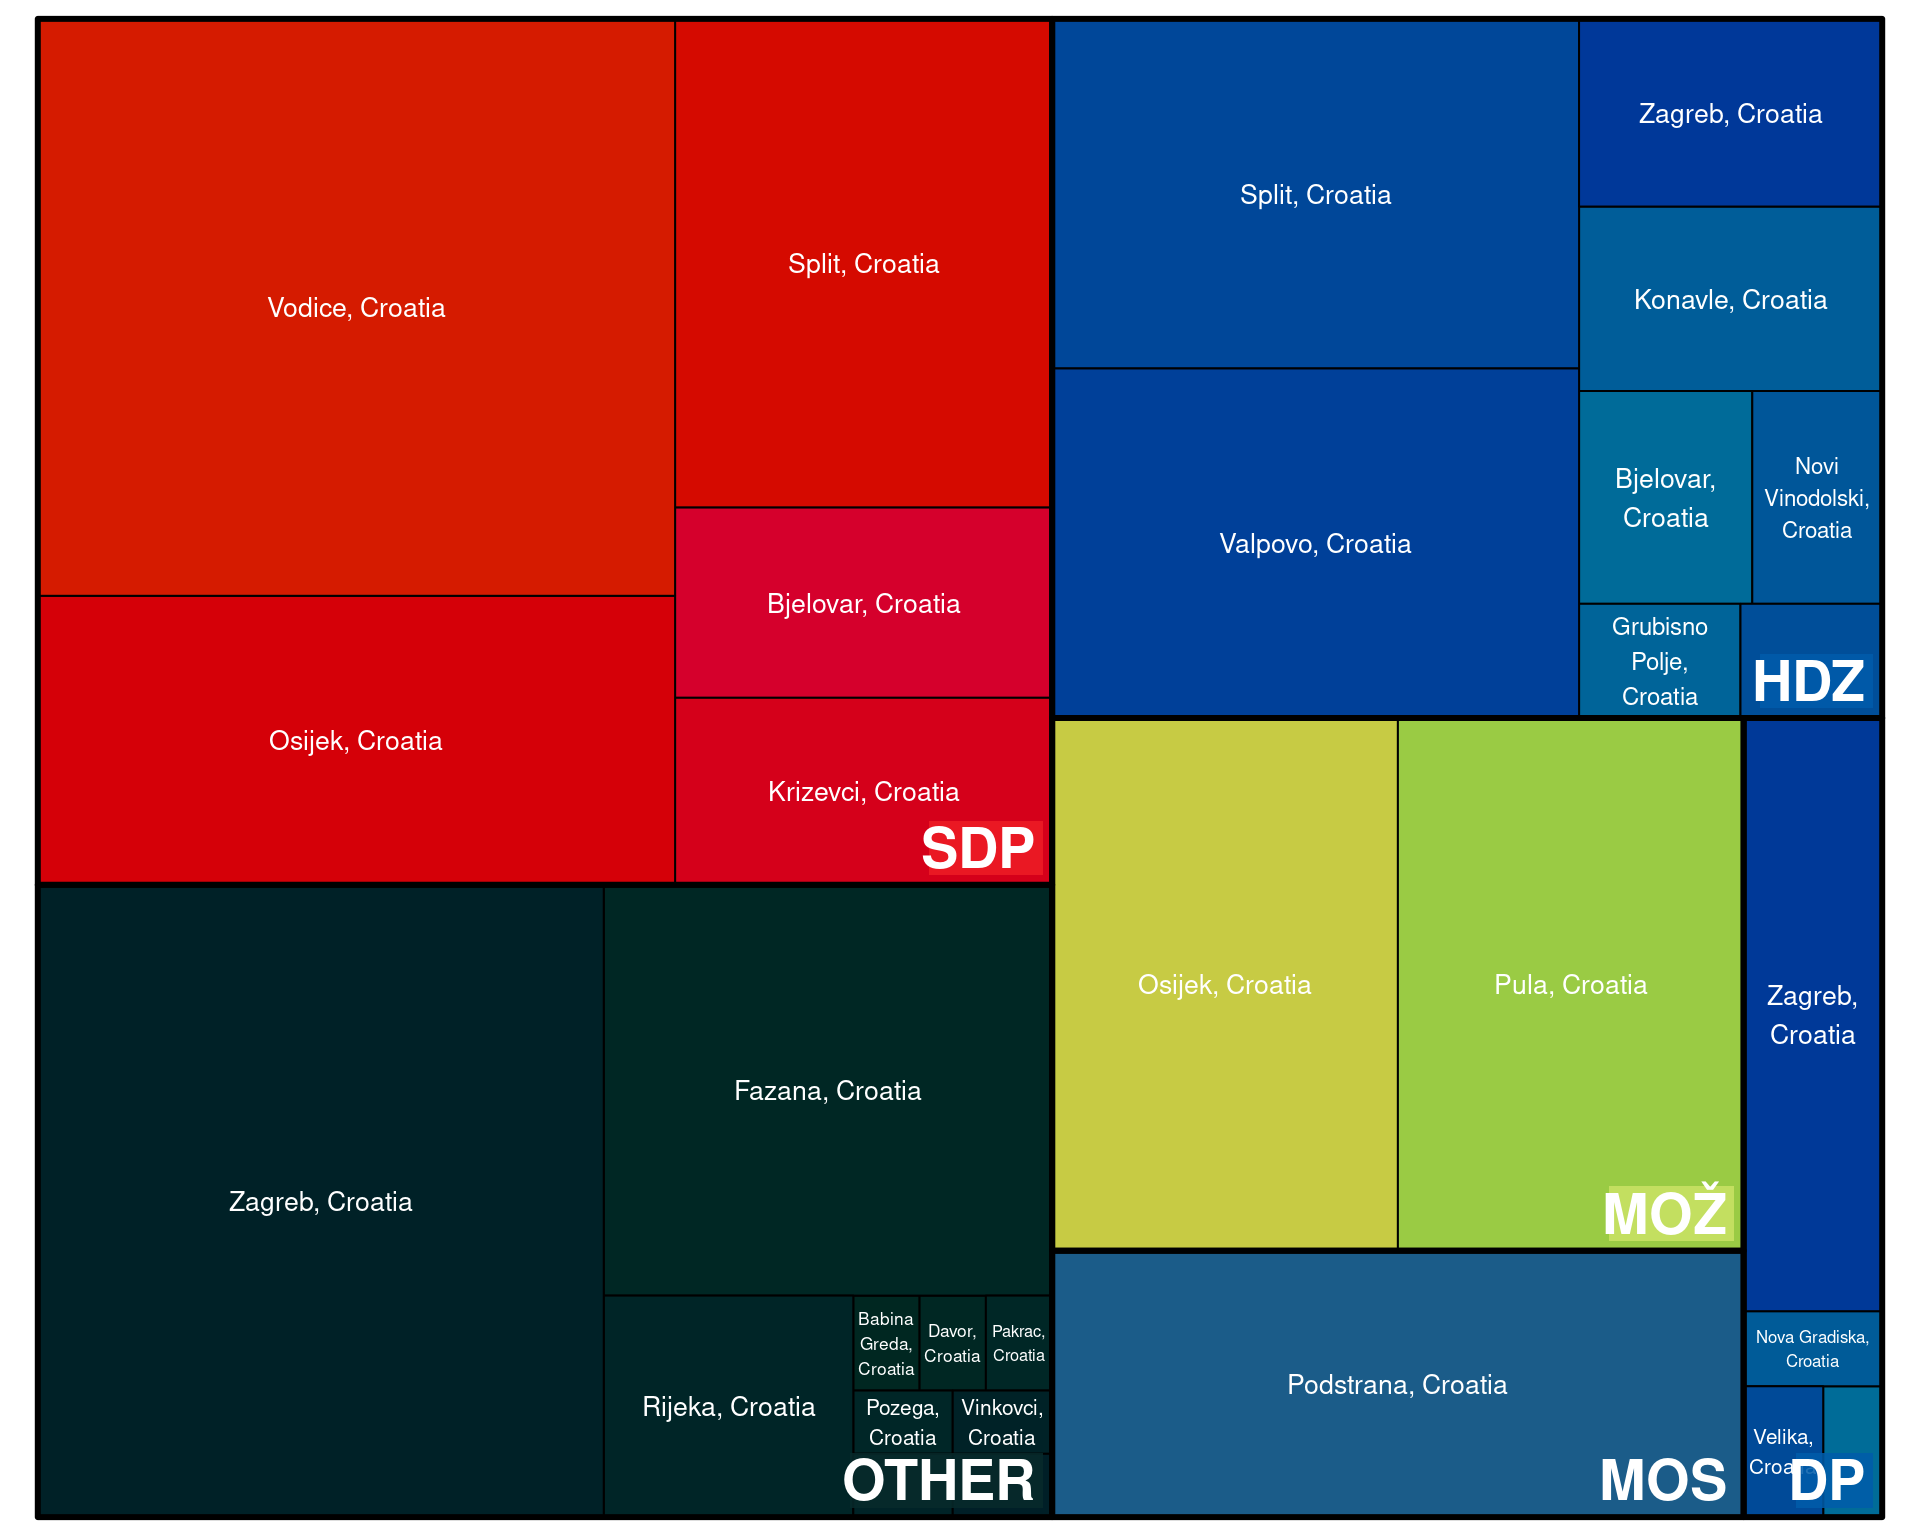 Vodice, Croatia
Split, Croatia
Osijek, Croatia
Bjelovar, Croatia
Krizevci, Croatia
SDP
Split, Croatia
Zagreb, Croatia
Konavle, Croatia
Valpovo, Croatia
Bjelovar,
Croatia
Novi
Vinodolski,
Croatia
Grubisno
Polje,
Croatia
HDZ
Zagreb, Croatia
Fazana, Croatia
Rijeka, Croatia
Babina
Greda,
Croatia
Davor,
Croatia
Pakrac,
Croatia
Pozega,
Croatia
Vinkovci,
Croatia
OTHER
Osijek, Croatia
Pula, Croatia
MOŽ
Podstrana, Croatia
MOS
Zagreb,
Croatia
Nova Gradiska,
Croatia
Velika,
DP